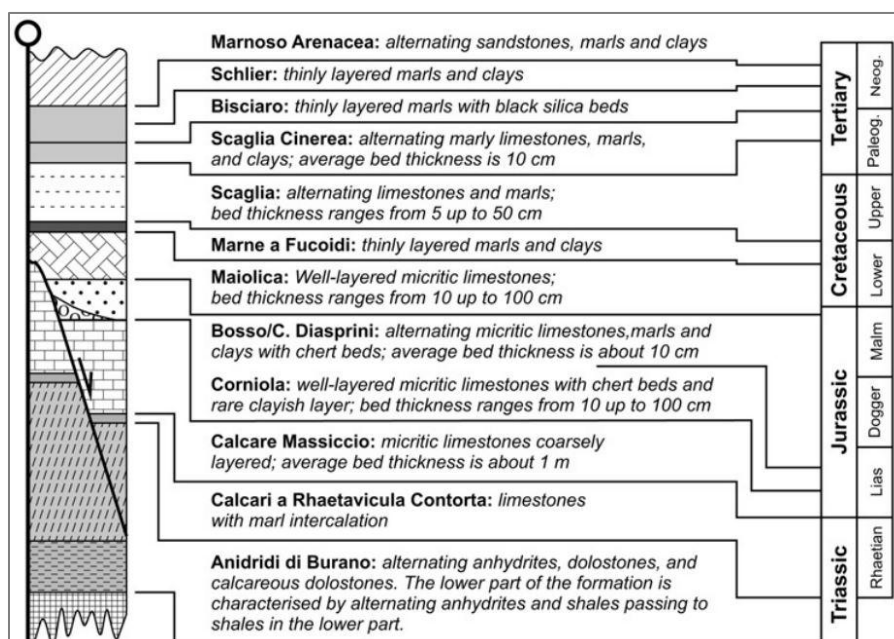 Marnoso Arenacea: alternating sandstones, marls and clays
Schlier: thinly layered marls and clays
Bisciaro: thinly layered marls with black silica beds
Scaglia Cinerea: alternating marly limestones, marls,
and clays; average bed thickness is 10 cm
Scaglia: alternating limestones and marls;
bed thickness ranges from 5 up to 50 cm
Marne a Fucoidi: thinly layered marls and clays
Maiolica: Well-layered micritic limestones;
bed thickness ranges from 10 up to 100 cm
Bosso/C. Diasprini: alternating micritic limestones,marls and
clays with chert beds; average bed thickness is about 10 cm
Corniola: well-layered micritic limestones with chert beds and
rare clayish layer; bed thickness ranges from 10 up to 100 cm
Calcare Massiccio: micritic limestones coarsely
layered; average bed thickness is about 1 m
Calcari a Rhaetavicula Contorta: limestones
with marl intercalation
Anidridi di Burano: alternating anhydrites, dolostones, and
calcareous dolostones. The lower part of the formation is
characterised by alternating anhydrites and shales passing to
shales in the lower part.
Tertiary
Neog.
Paleog.
Cretaceous
Upper
Lower
Jurassic
Malm
Dogger
Lias
Triassic
Rhaetian